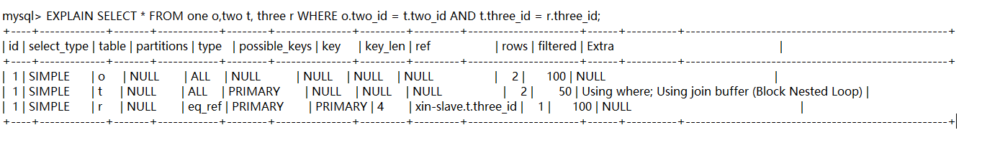 mysql> EXPLAIN SELECT * FROM one o,two t, three r WHERE o.two_id = t.two_id AND t.three_id = r.three_id;
+----+-------------+-------+------------+--------+---------------+---------+---------+----------------------+------+----------+----------------------------------------------------+
| id | select_type | table | partitions | type | possible_keys | key | key_len | ref | rows | filtered | Extra |
+----+-------------+-------+------------+--------+---------------+---------+---------+----------------------+------+----------+----------------------------------------------------+
| 1 | SIMPLE | o | NULL | ALL | NULL | NULL | NULL | NULL | 2 | 100 | NULL |
| 1 | SIMPLE | t | NULL | ALL | PRIMARY | NULL | NULL | NULL | 2 | 50 | Using where; Using join buffer (Block Nested Loop) |
| 1 | SIMPLE | r | NULL | eq_ref | PRIMARY | PRIMARY | 4 | xin-slave.t.three_id | 1 | 100 | NULL |
+----+-------------+-------+------------+--------+---------------+---------+---------+----------------------+------+----------+----------------------------------------------------+